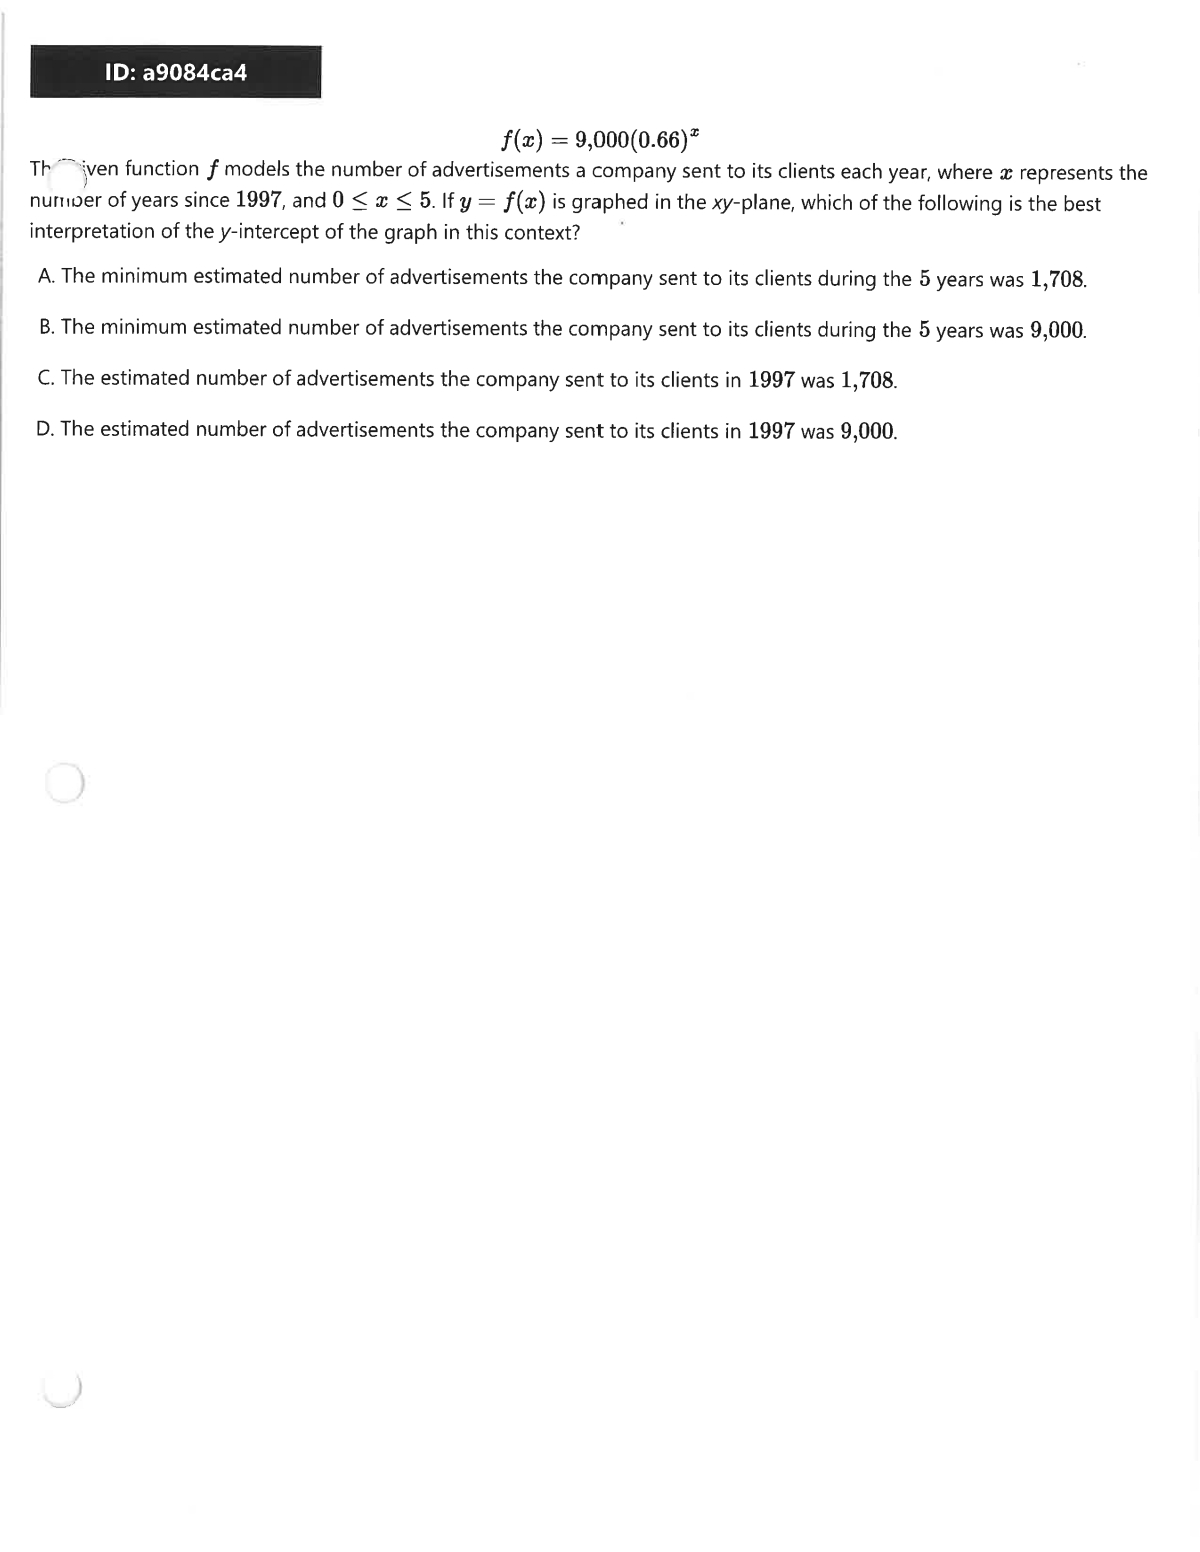 ID: a9084ca4
f(x) = 9,000(0.66)^x
function f models the number of advertisements a company sent to its clients each year, where x represents the
number of years since 1997, and 0 ≤ x ≤ 5. If y = f(x) is graphed in the xy-plane, which of the following is the best
interpretation of the y-intercept of the graph in this context?
A. The minimum estimated number of advertisements the company sent to its clients during the 5 years was 1,708.
B. The minimum estimated number of advertisements the company sent to its clients during the 5 years was 9,000.
C. The estimated number of advertisements the company sent to its clients in 1997 was 1,708.
D. The estimated number of advertisements the company sent to its clients in 1997 was 9,000.